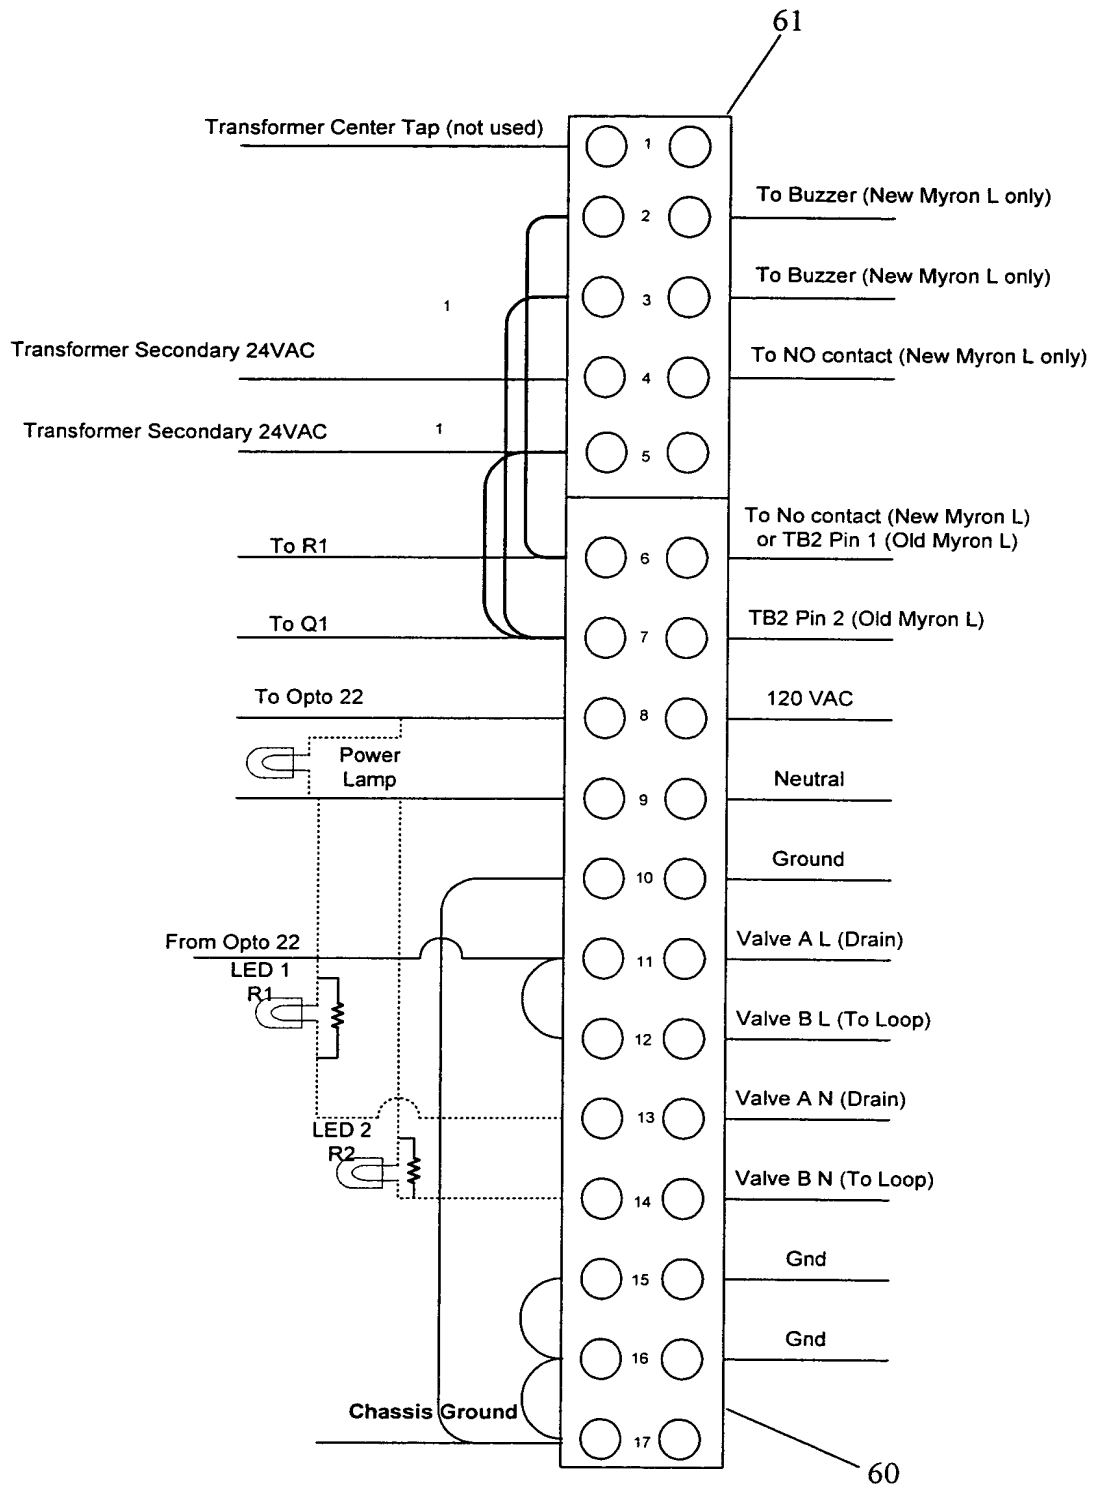 61
Transformer Center Tap (not used)
1
2
To Buzzer (New Myron L only)
3
To Buzzer (New Myron L only)
1
Transformer Secondary 24VAC
4
To NO contact (New Myron L only)
Transformer Secondary 24VAC
1
5
To No contact (New Myron L)
or TB2 Pin 1 (Old Myron L)
To R1
6
To Q1
7
TB2 Pin 2 (Old Myron L)
To Opto 22
8
120 VAC
Power
Lamp
9
Neutral
10
Ground
From Opto 22
11
Valve A L (Drain)
LED 1
R1
12
Valve B L (To Loop)
13
Valve A N (Drain)
LED 2
R2
14
Valve B N (To Loop)
15
Gnd
16
Gnd
Chassis Ground
17
60